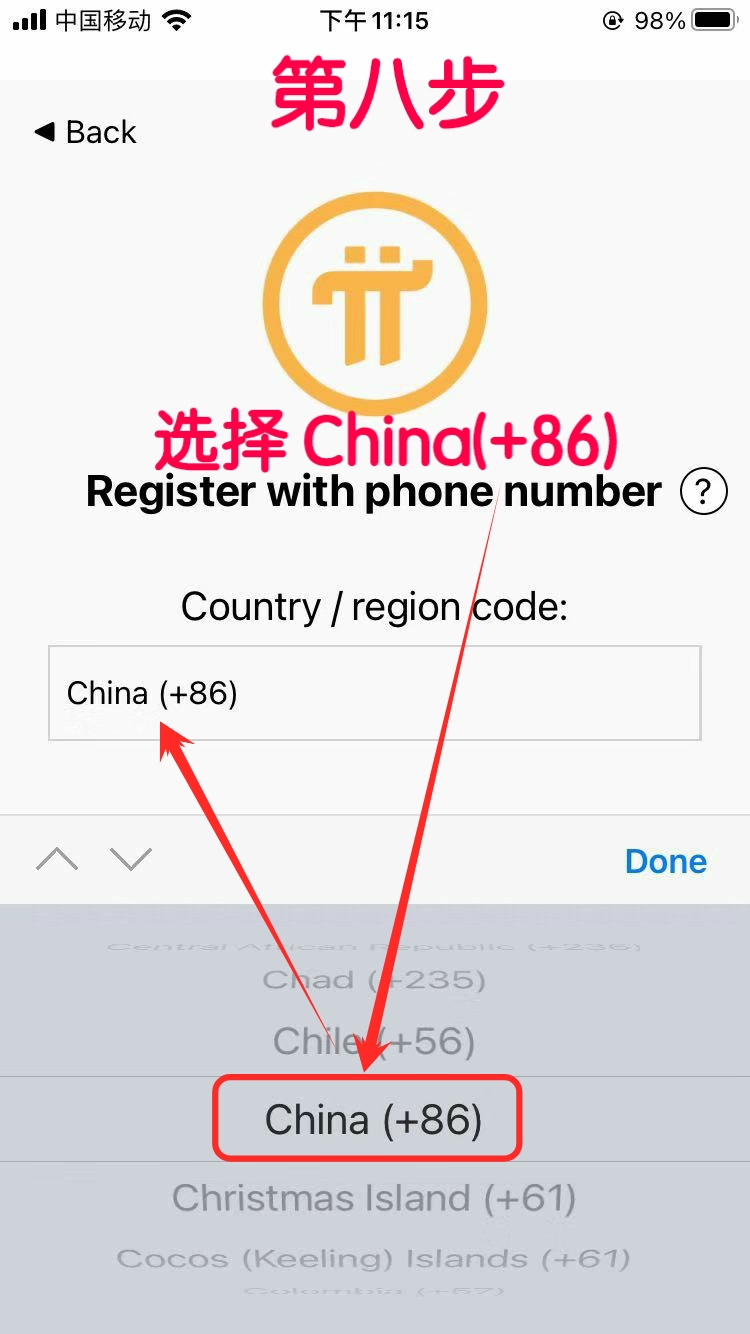 中国移动 下午11:15 98%
第八步
Back
选择 China(+86)
Register with phone number ?
Country / region code:
China (+86)
Done
Central African Republic (+236)
Chad (+235)
Chile (+56)
China (+86)
Christmas Island (+61)
Cocos (Keeling) Islands (+61)
Colombia (+57)